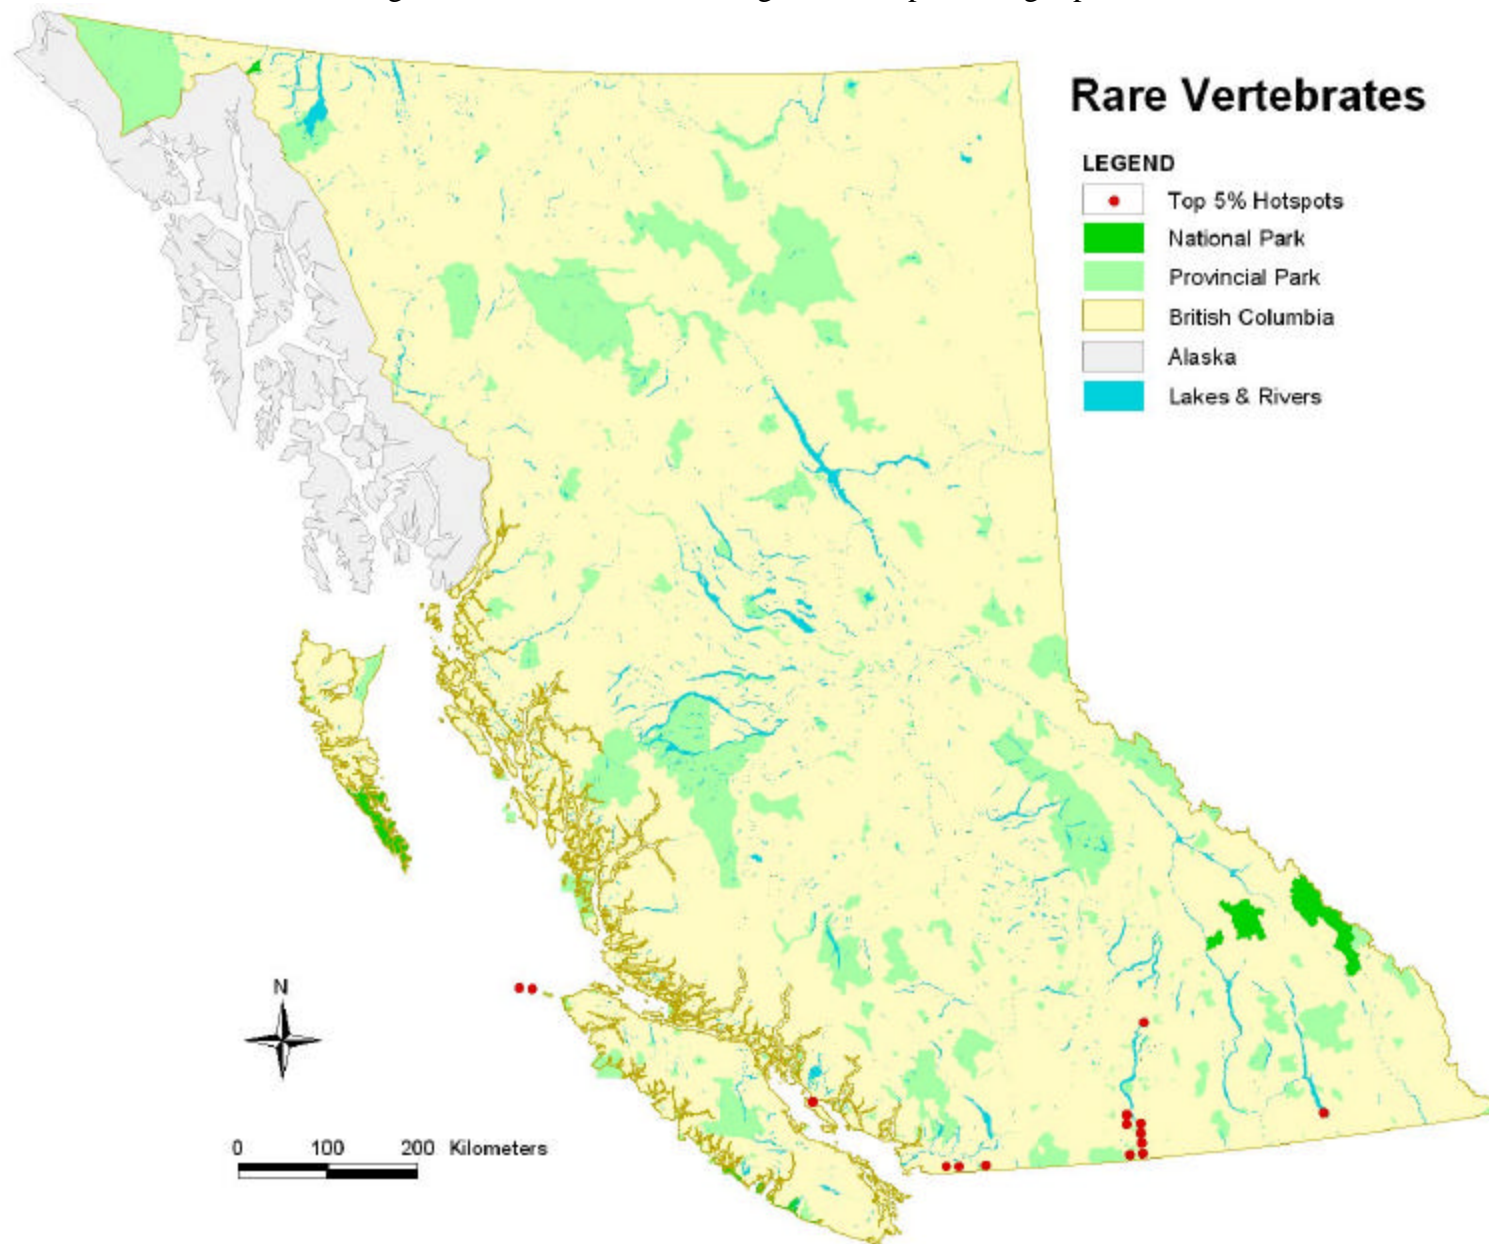 Rare Vertebrates
LEGEND
Top 5% Hotspots
National Park
Provincial Park
British Columbia
Alaska
Lakes & Rivers
N
0 100 200 Kilometers